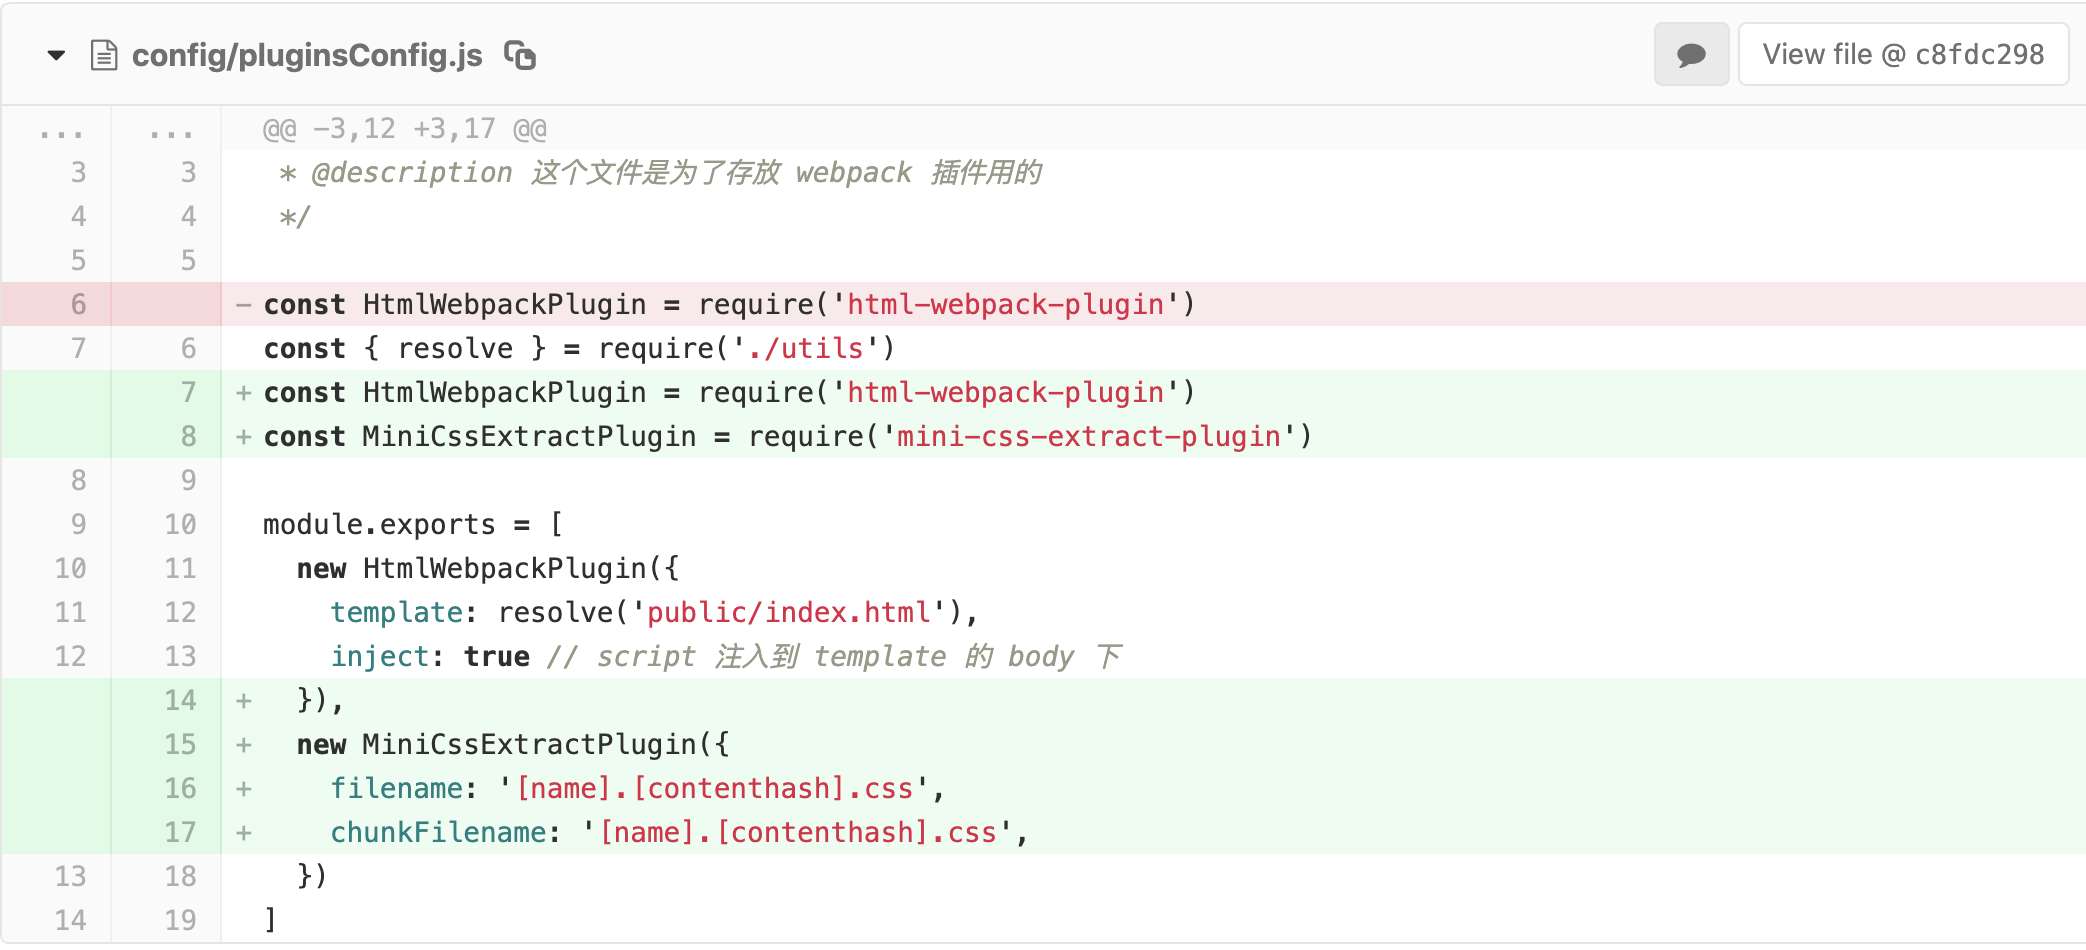 config/pluginsConfig.js View file @ c8fdc298
... ... @@ -3,12 +3,17 @@
3 3 * @description 这个文件是为了存放 webpack 插件用的
4 4 */
5 5
6 - const HtmlWebpackPlugin = require('html-webpack-plugin')
7 6 const { resolve } = require('./utils')
7 + const HtmlWebpackPlugin = require('html-webpack-plugin')
8 + const MiniCssExtractPlugin = require('mini-css-extract-plugin')
8 9
9 10 module.exports = [
10 11 new HtmlWebpackPlugin({
11 12 template: resolve('public/index.html'),
12 13 inject: true // script 注入到 template 的 body 下
14 + }),
15 + new MiniCssExtractPlugin({
16 + filename: '[name].[contenthash].css',
17 + chunkFilename: '[name].[contenthash].css',
13 18 })
14 19 ]